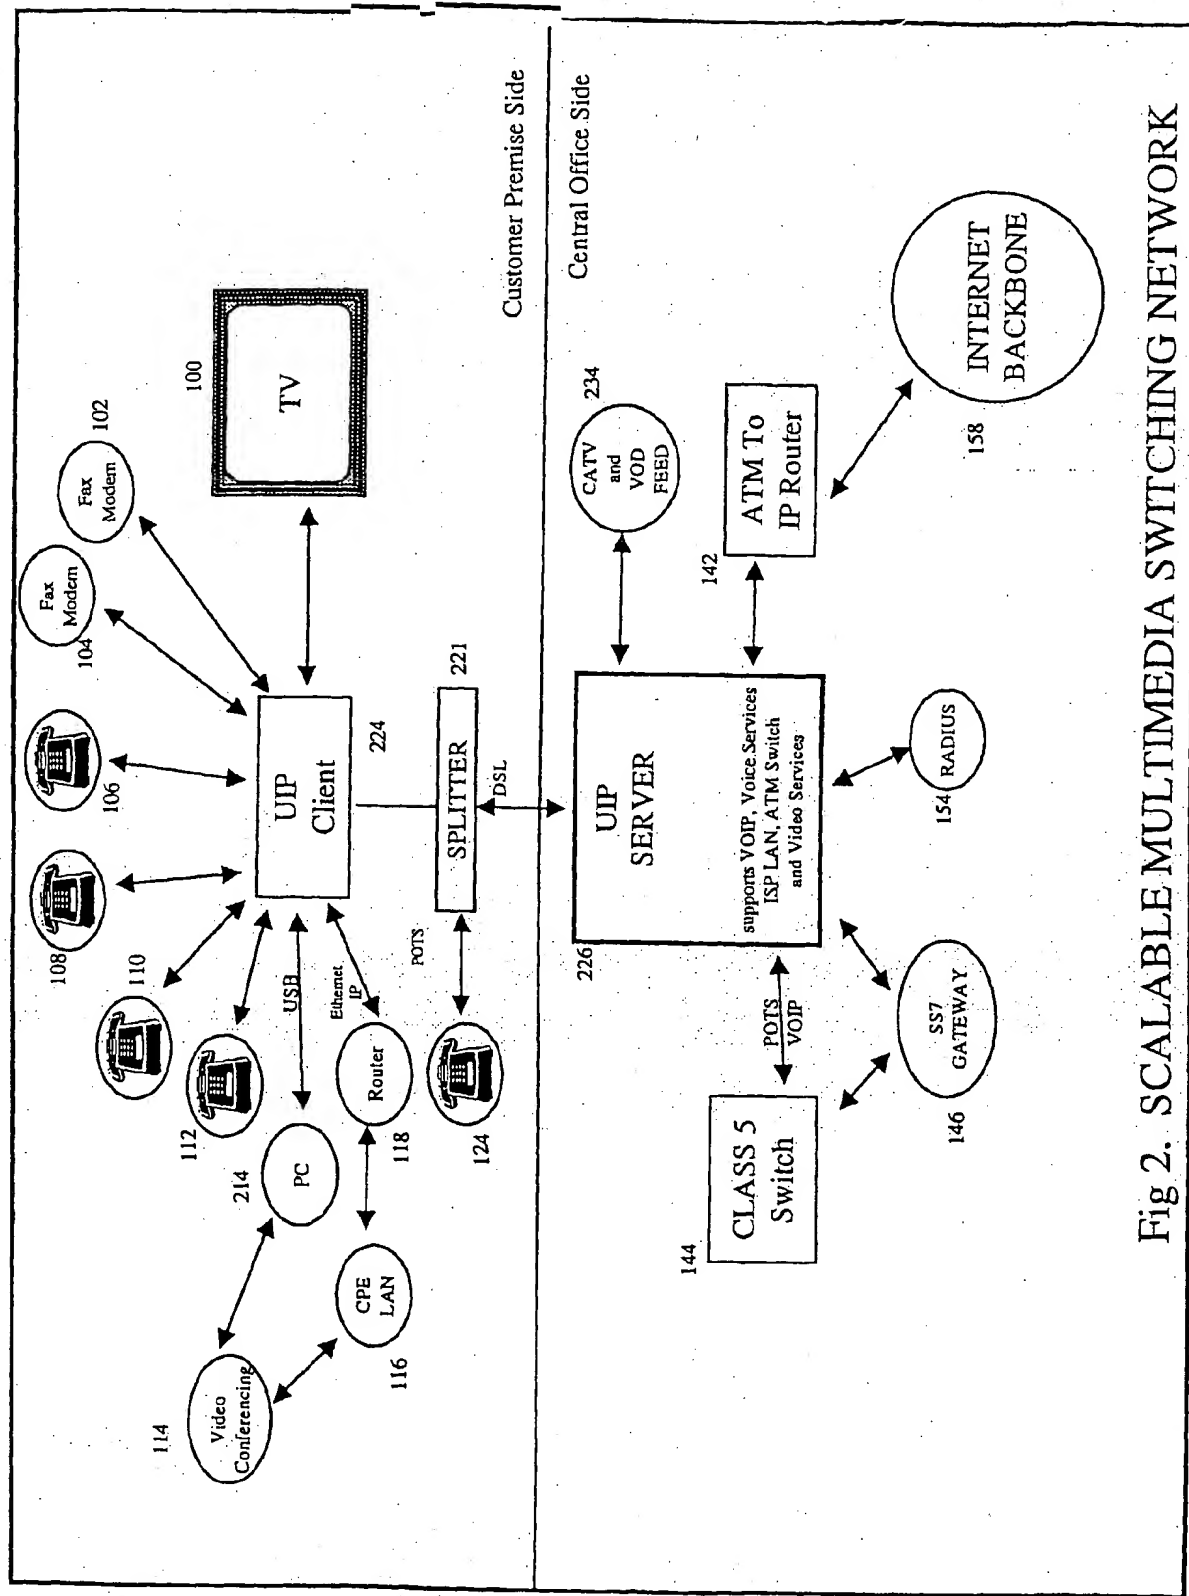 Customer Premise Side
100
TV
102
Fax
Modem
104
Fax
Modem
106
108
110
112
214
PC
114
Video
Conferencing
116
CPE
LAN
118
Router
124
UIP
Client
224
USB
Ethernet
IP
POTS
SPLITTER
221
DSL
Central Office Side
234
CATV
and
VOD
FEED
142
ATM To
IP Router
158
INTERNET
BACKBONE
226
UIP
SERVER
supports VOIP, Voice Services
ISP LAN, ATM Switch
and Video Services
154
RADIUS
POTS
VOIP
144
CLASS 5
Switch
146
SS7
GATEWAY
Fig 2. SCALABLE MULTIMEDIA SWITCHING NETWORK